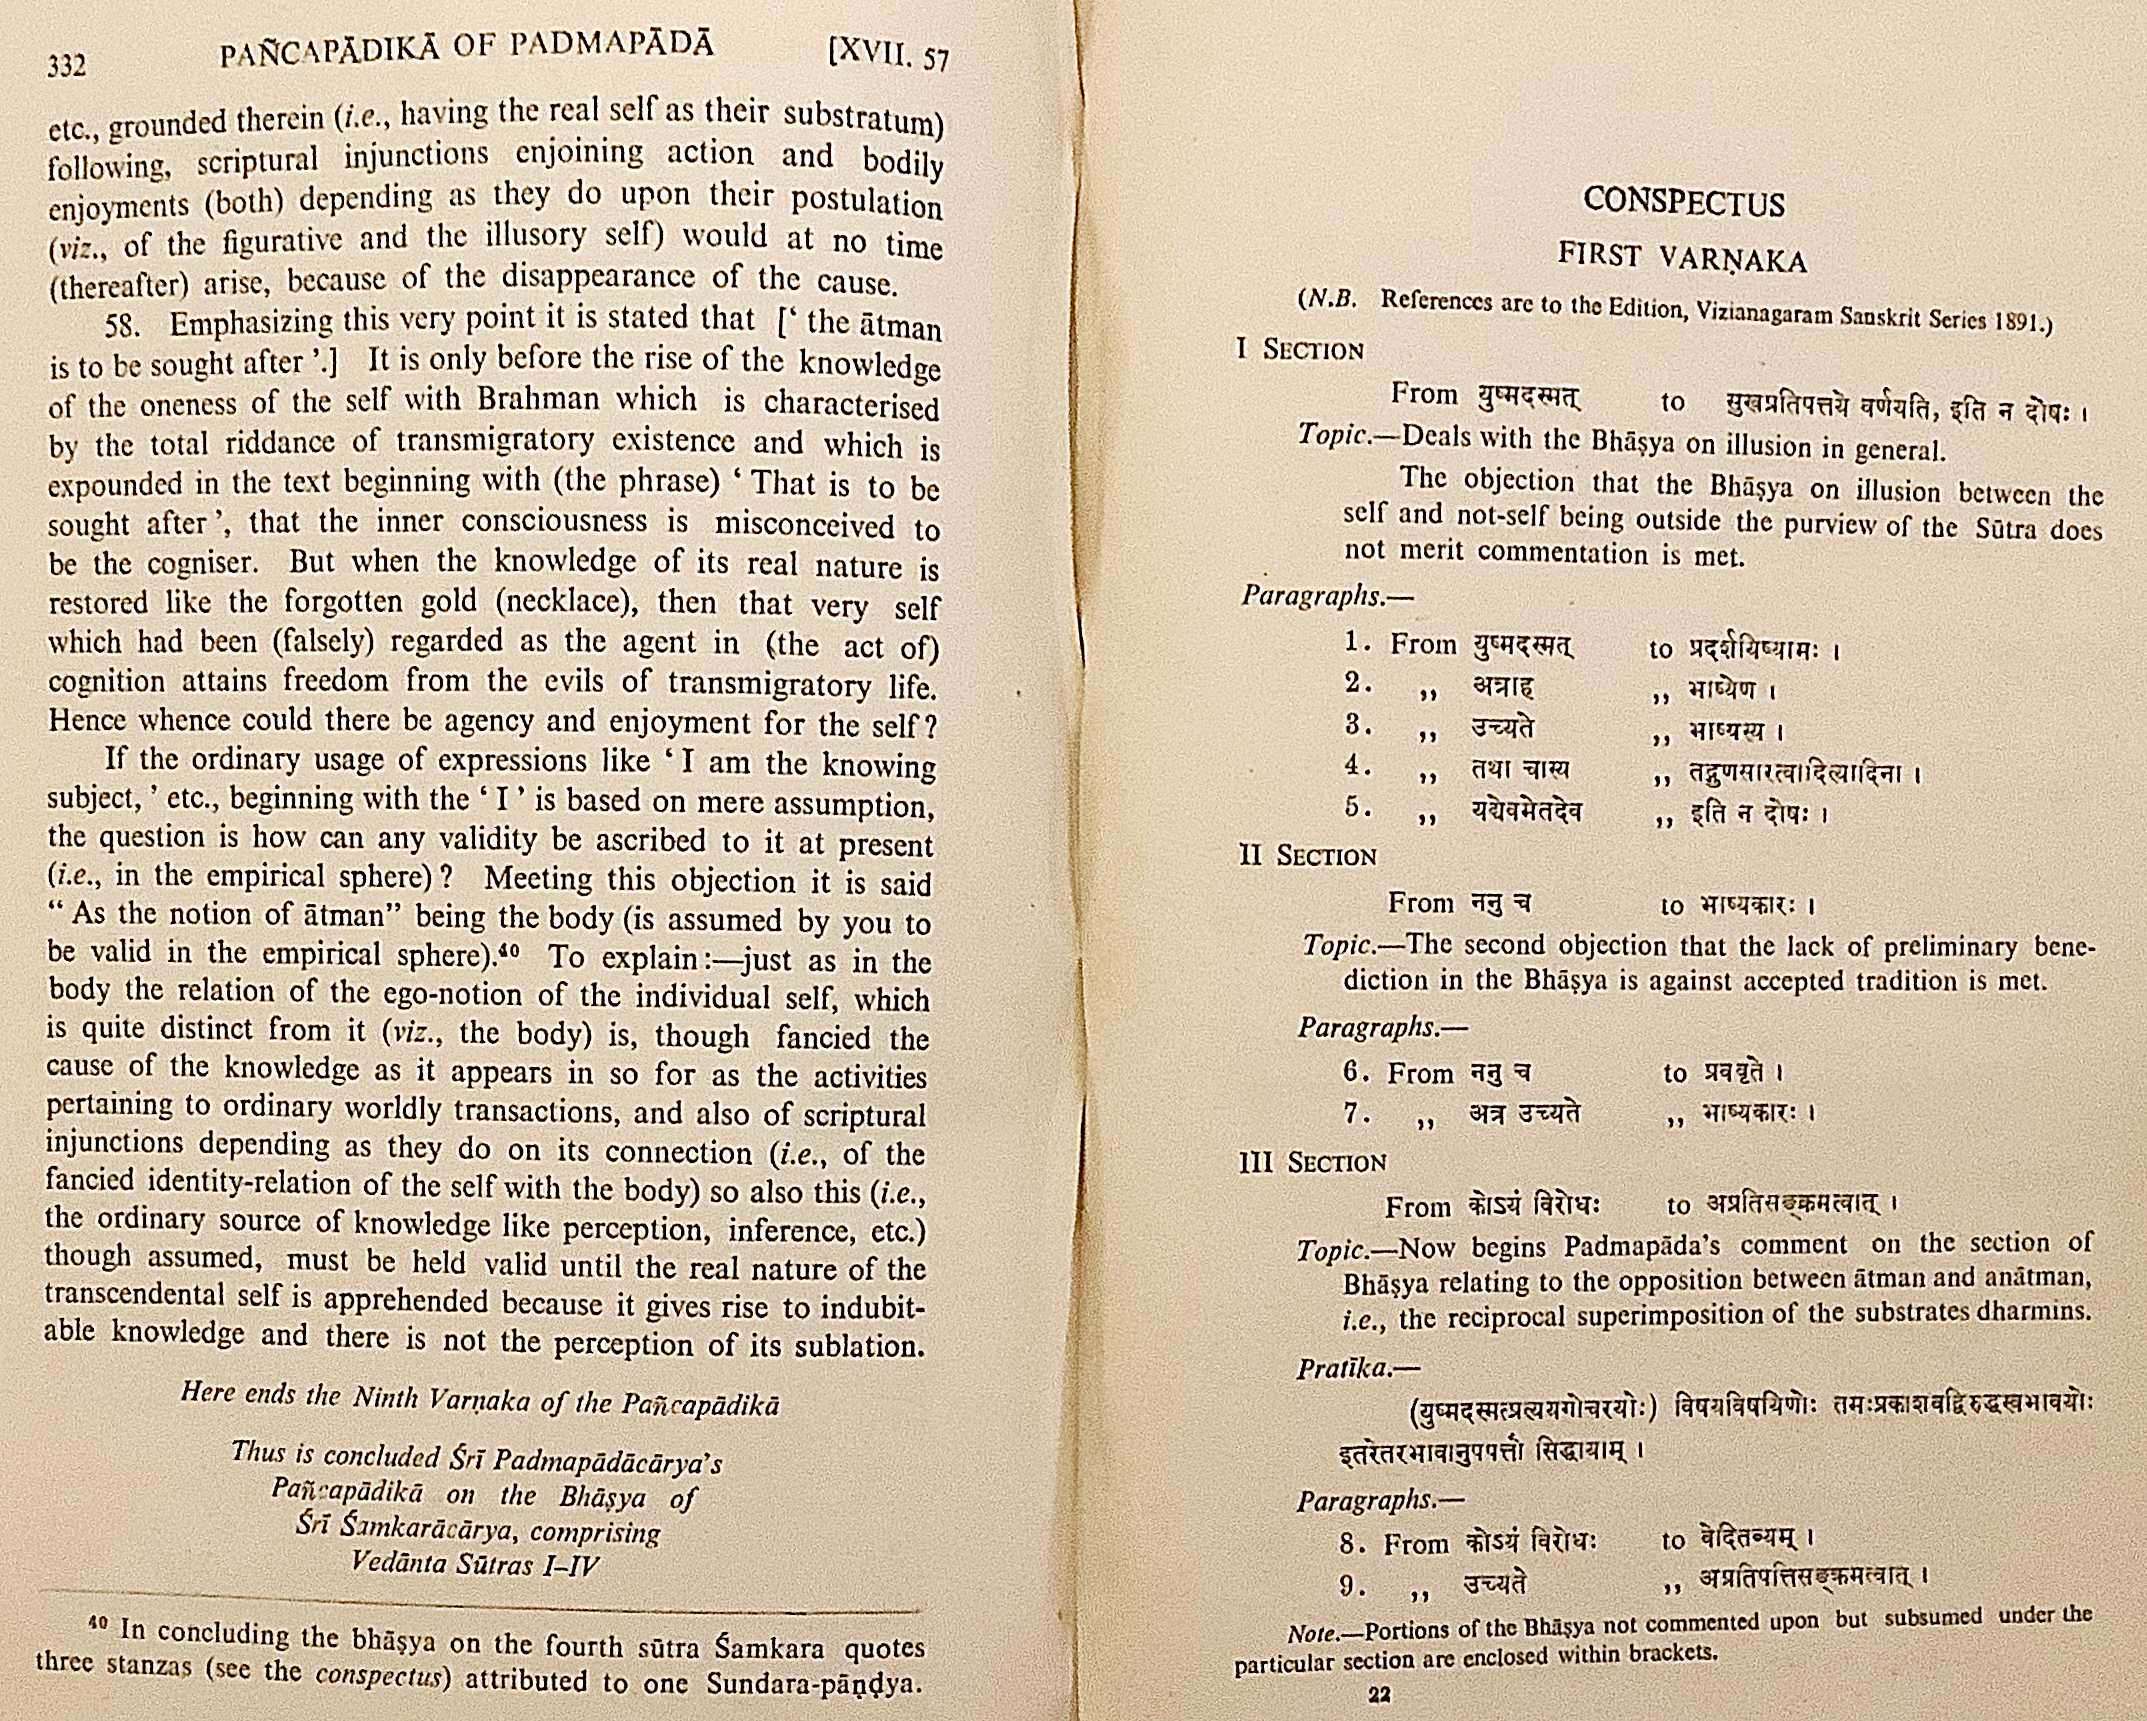 332
PAÑCAPĀDIKĀ OF PADMAPĀDĀ
[XVII. 57
etc., grounded therein (i.e., having the real self as their substratum)
following, scriptural injunctions enjoining action and bodily
enjoyments (both) depending as they do upon their postulation
(viz., of the figurative and the illusory self) would at no time
(thereafter) arise, because of the disappearance of the cause.
58. Emphasizing this very point it is stated that [‘ the ātman
is to be sought after ’.] It is only before the rise of the knowledge
of the oneness of the self with Brahman which is characterised
by the total riddance of transmigratory existence and which is
expounded in the text beginning with (the phrase) ‘ That is to be
sought after ’, that the inner consciousness is misconceived to
be the cogniser. But when the knowledge of its real nature is
restored like the forgotten gold (necklace), then that very self
which had been (falsely) regarded as the agent in (the act of)
cognition attains freedom from the evils of transmigratory life.
Hence whence could there be agency and enjoyment for the self?
If the ordinary usage of expressions like ‘ I am the knowing
subject, ’ etc., beginning with the ‘ I ’ is based on mere assumption,
the question is how can any validity be ascribed to it at present
(i.e., in the empirical sphere) ? Meeting this objection it is said
“ As the notion of ātman” being the body (is assumed by you to
be valid in the empirical sphere).⁴⁰ To explain:—just as in the
body the relation of the ego-notion of the individual self, which
is quite distinct from it (viz., the body) is, though fancied the
cause of the knowledge as it appears in so for as the activities
pertaining to ordinary worldly transactions, and also of scriptural
injunctions depending as they do on its connection (i.e., of the
fancied identity-relation of the self with the body) so also this (i.e.,
the ordinary source of knowledge like perception, inference, etc.)
though assumed, must be held valid until the real nature of the
transcendental self is apprehended because it gives rise to indubit-
able knowledge and there is not the perception of its sublation.
Here ends the Ninth Varṇaka of the Pañcapādikā
Thus is concluded Śrī Padmapādācārya’s
Pañcapādikā on the Bhāṣya of
Śrī Śamkarācārya, comprising
Vedānta Sūtras I–IV
⁴⁰ In concluding the bhāṣya on the fourth sūtra Śamkara quotes
three stanzas (see the conspectus) attributed to one Sundara-pāṇḍya.
CONSPECTUS
FIRST VARṆAKA
(N.B. References are to the Edition, Vizianagaram Sanskrit Series 1891.)
I SECTION
From युष्मदस्मत् to सुखप्रतिपत्तये वर्णयति, इति न दोषः ।
Topic.—Deals with the Bhāṣya on illusion in general.
The objection that the Bhāṣya on illusion between the
self and not-self being outside the purview of the Sūtra does
not merit commentation is met.
Paragraphs.—
1. From युष्मदस्मत् to प्रदर्शयिष्यामः ।
2. ,, अत्राह ,, भाष्येण ।
3. ,, उच्यते ,, भाष्यस्य ।
4. ,, तथा चास्य ,, तद्गुणसारत्वादित्यादिना ।
5. ,, यद्येवमेतदेव ,, इति न दोषः ।
II SECTION
From ननु च to भाष्यकारः ।
Topic.—The second objection that the lack of preliminary bene-
diction in the Bhāṣya is against accepted tradition is met.
Paragraphs.—
6. From ननु च to प्रववृते ।
7. ,, अत्र उच्यते ,, भाष्यकारः ।
III SECTION
From कोऽयं विरोधः to अप्रतिसङ्क्रमत्वात् ।
Topic.—Now begins Padmapāda’s comment on the section of
Bhāṣya relating to the opposition between ātman and anātman,
i.e., the reciprocal superimposition of the substrates dharmins.
Pratīka.—
(युष्मदस्मत्प्रत्ययगोचरयोः) विषयविषयिणोः तमःप्रकाशवद्विरुद्धस्वभावयोः
इतरेतरभावानुपपत्तौ सिद्धायाम् ।
Paragraphs.—
8. From कोऽयं विरोधः to वेदितव्यम् ।
9. ,, उच्यते ,, अप्रतिपत्तिसङ्क्रमत्वात् ।
Note.—Portions of the Bhāṣya not commented upon but subsumed under the
particular section are enclosed within brackets.
22